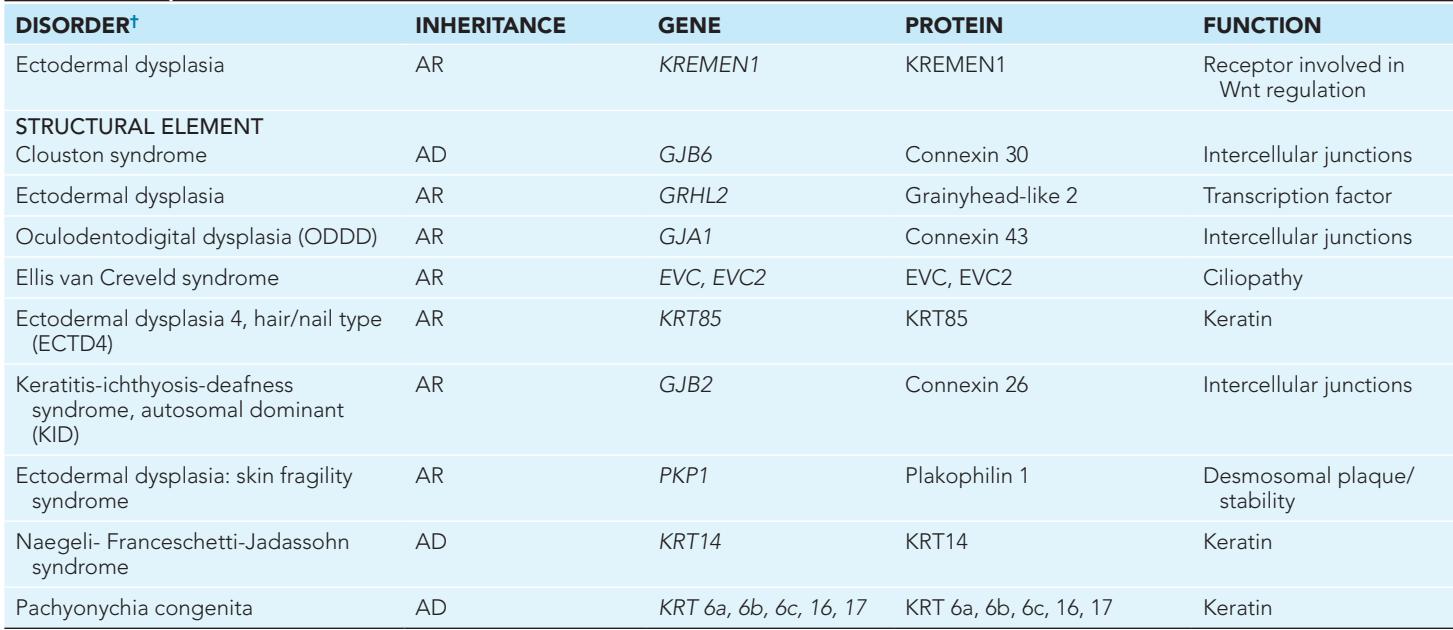 DISORDER† INHERITANCE GENE PROTEIN FUNCTION
Ectodermal dysplasia AR KREMEN1 KREMEN1 Receptor involved in
Wnt regulation
STRUCTURAL ELEMENT
Clouston syndrome AD GJB6 Connexin 30 Intercellular junctions
Ectodermal dysplasia AR GRHL2 Grainyhead-like 2 Transcription factor
Oculodentodigital dysplasia (ODDD) AR GJA1 Connexin 43 Intercellular junctions
Ellis van Creveld syndrome AR EVC, EVC2 EVC, EVC2 Ciliopathy
Ectodermal dysplasia 4, hair/nail type AR KRT85 KRT85 Keratin
(ECTD4)
Keratitis-ichthyosis-deafness AR GJB2 Connexin 26 Intercellular junctions
syndrome, autosomal dominant
(KID)
Ectodermal dysplasia: skin fragility AR PKP1 Plakophilin 1 Desmosomal plaque/
syndrome stability
Naegeli- Franceschetti-Jadassohn AD KRT14 KRT14 Keratin
syndrome
Pachyonychia congenita AD KRT 6a, 6b, 6c, 16, 17 KRT 6a, 6b, 6c, 16, 17 Keratin